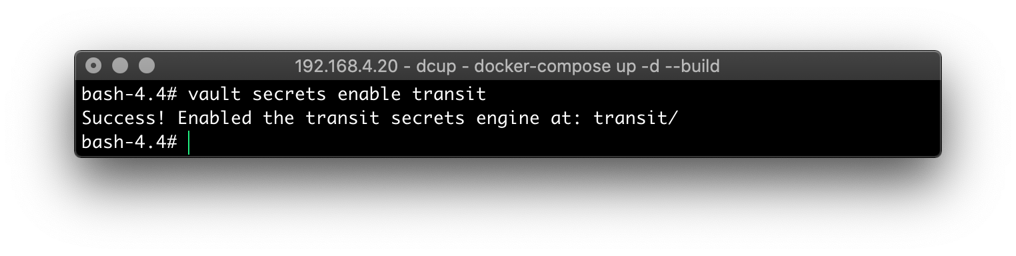 192.168.4.20 - dcup - docker-compose up -d --build
bash-4.4# vault secrets enable transit
Success! Enabled the transit secrets engine at: transit/
bash-4.4#